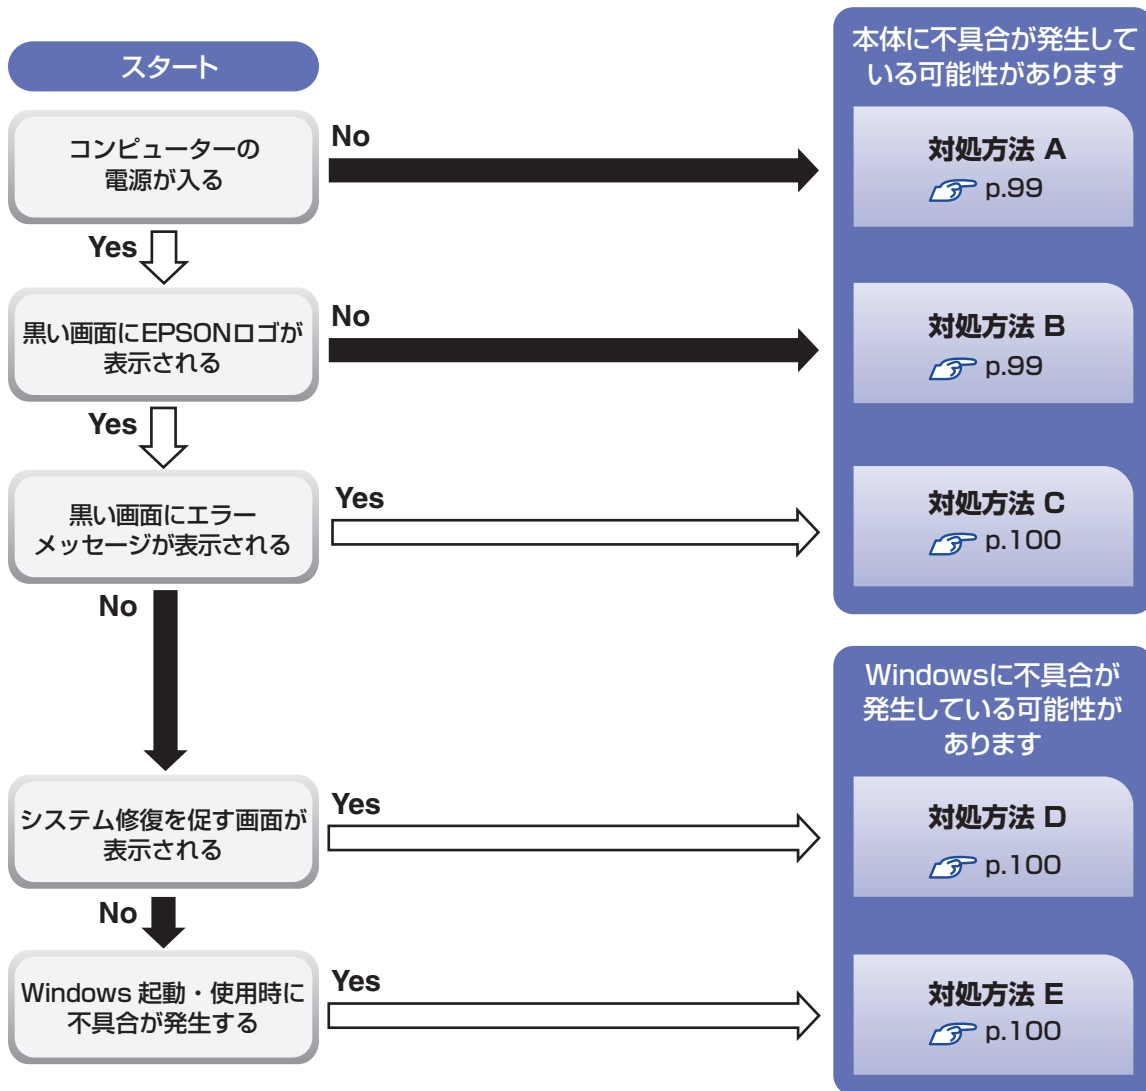 スタート
本体に不具合が発生して
いる可能性があります
コンピューターの
電源が入る
No
対処方法 A
p.99
Yes
黒い画面にEPSONロゴが
表示される
No
対処方法 B
p.99
Yes
黒い画面にエラー
メッセージが表示される
Yes
対処方法 C
p.100
No
Windowsに不具合が
発生している可能性が
あります
システム修復を促す画面が
表示される
Yes
対処方法 D
p.100
No
Windows 起動・使用時に
不具合が発生する
Yes
対処方法 E
p.100